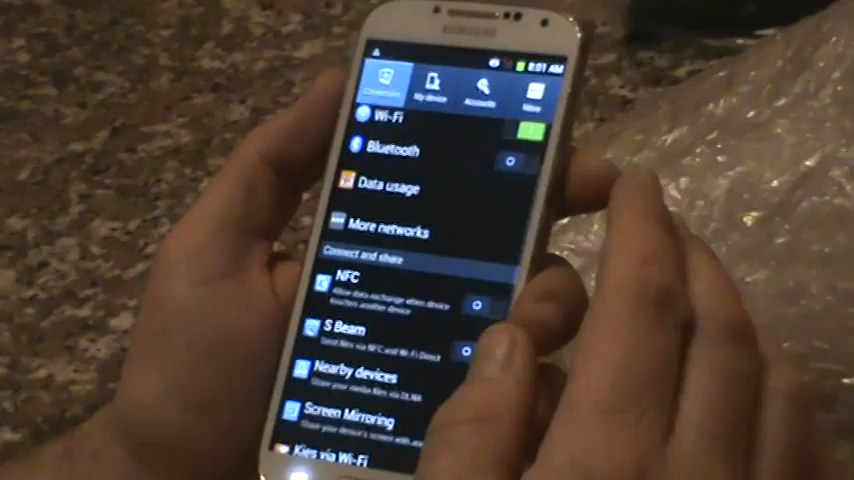 SAMSUNG
8:01 AM
Connections
My device
Accounts
More
Wi-Fi
Bluetooth
Data usage
More networks
Connect and share
NFC
Allow data exchange when device
touches another device
S Beam
Send files via NFC and Wi-Fi Direct
Nearby devices
Share your media files via DLNA
Screen Mirroring
Share your device's screen with
Kies via Wi-Fi